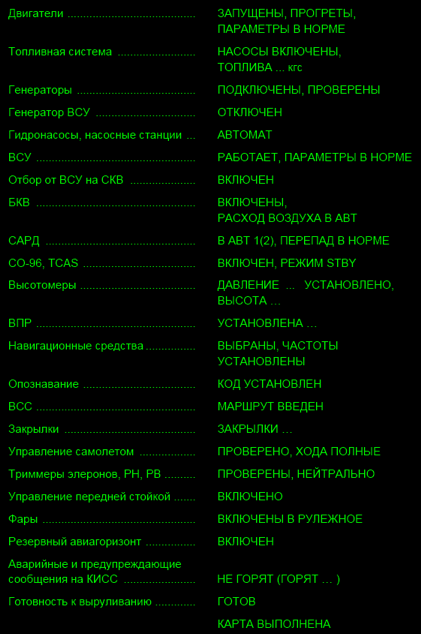 Двигатели ........................................ ЗАПУЩЕНЫ, ПРОГРЕТЫ,
ПАРАМЕТРЫ В НОРМЕ
Топливная система ........................ НАСОСЫ ВКЛЮЧЕНЫ,
ТОПЛИВА ... кгс
Генераторы ..................................... ПОДКЛЮЧЕНЫ, ПРОВЕРЕНЫ
Генератор ВСУ ............................... ОТКЛЮЧЕН
Гидронасосы, насосные станции ... АВТОМАТ
ВСУ .................................................. РАБОТАЕТ, ПАРАМЕТРЫ В НОРМЕ
Отбор от ВСУ на СКВ .................... ВКЛЮЧЕН
БКВ .................................................. ВКЛЮЧЕНЫ,
РАСХОД ВОЗДУХА В АВТ
САРД ............................................... В АВТ 1(2), ПЕРЕПАД В НОРМЕ
СО-96, TCAS ................................... ВКЛЮЧЕН, РЕЖИМ STBY
Высотомеры .................................... ДАВЛЕНИЕ ... УСТАНОВЛЕНО,
ВЫСОТА ...
ВПР .................................................. УСТАНОВЛЕНА ...
Навигационные средства ................ ВЫБРАНЫ, ЧАСТОТЫ
УСТАНОВЛЕНЫ
Опознавание ................................... КОД УСТАНОВЛЕН
ВСС .................................................. МАРШРУТ ВВЕДЕН
Закрылки ......................................... ЗАКРЫЛКИ ...
Управление самолетом .................. ПРОВЕРЕНО, ХОДА ПОЛНЫЕ
Триммеры элеронов, РН, РВ .......... ПРОВЕРЕНЫ, НЕЙТРАЛЬНО
Управление передней стойкой ....... ВКЛЮЧЕНО
Фары ................................................ ВКЛЮЧЕНЫ В РУЛЕЖНОЕ
Резервный авиагоризонт ................ ВКЛЮЧЕН
Аварийные и предупреждающие
сообщения на КИСС ....................... НЕ ГОРЯТ (ГОРЯТ ... )
Готовность к выруливанию ............. ГОТОВ
КАРТА ВЫПОЛНЕНА